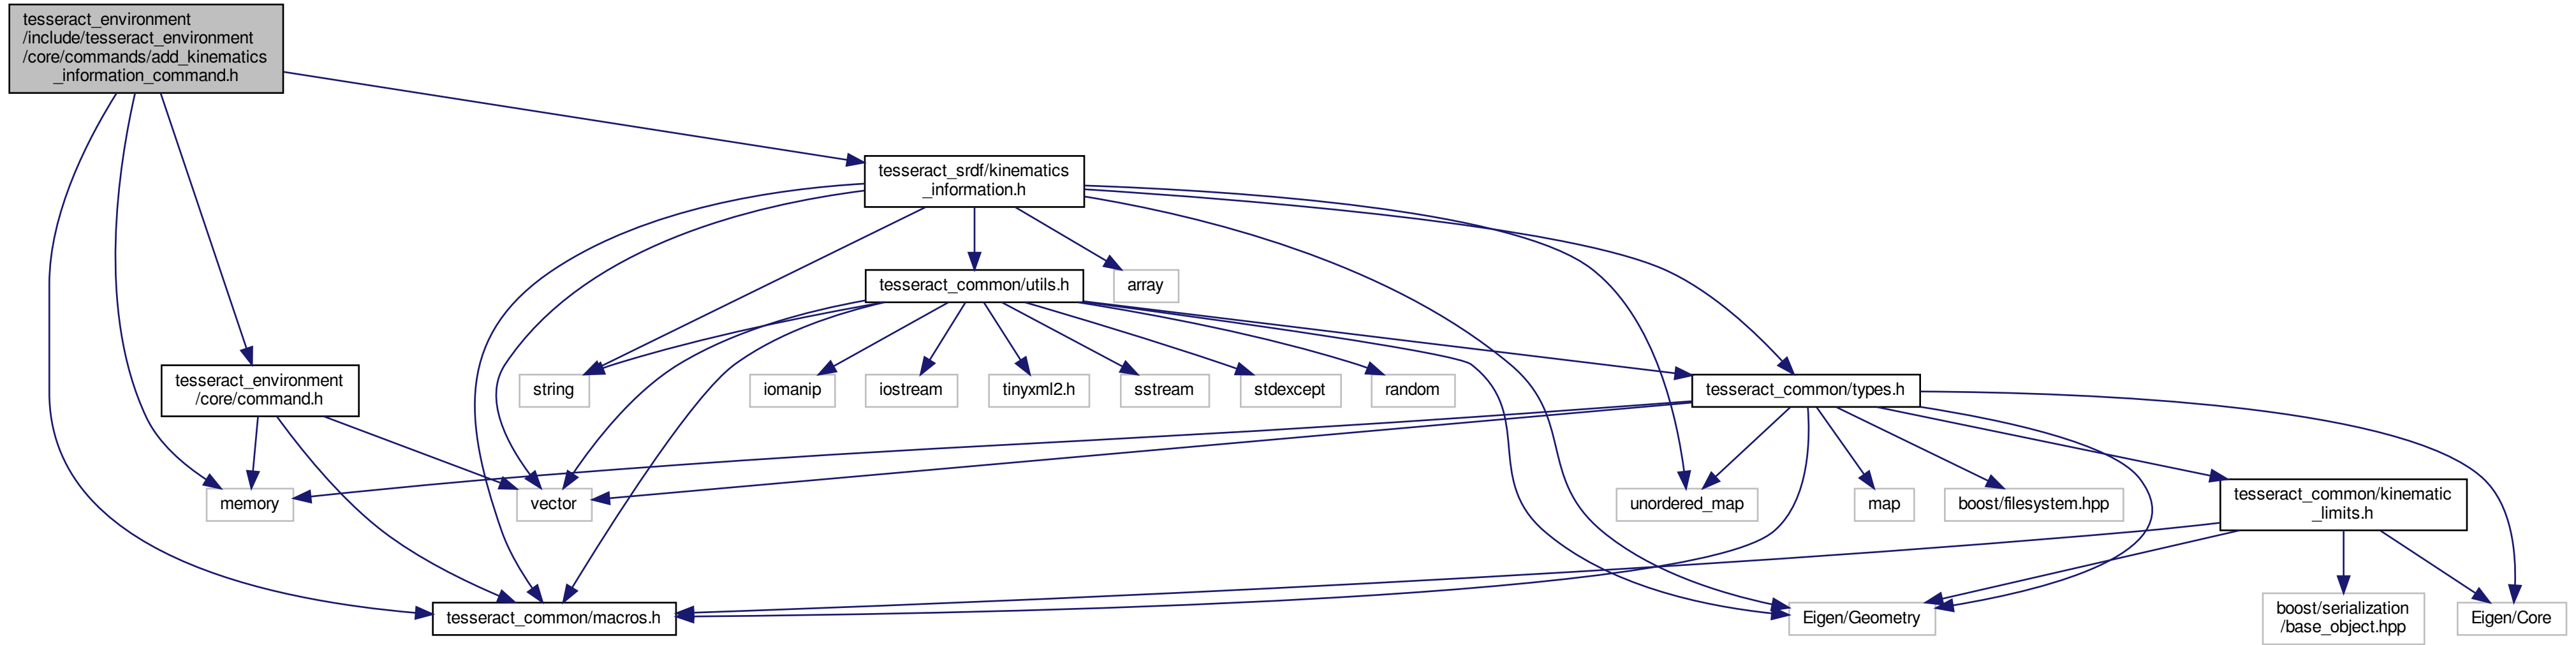 tesseract_environment
/include/tesseract_environment
/core/commands/add_kinematics
_information_command.h
tesseract_srdf/kinematics
_information.h
tesseract_common/utils.h
array
tesseract_environment
/core/command.h
string
iomanip
iostream
tinyxml2.h
sstream
stdexcept
random
tesseract_common/types.h
memory
vector
unordered_map
map
boost/filesystem.hpp
tesseract_common/kinematic
_limits.h
tesseract_common/macros.h
Eigen/Geometry
boost/serialization
/base_object.hpp
Eigen/Core